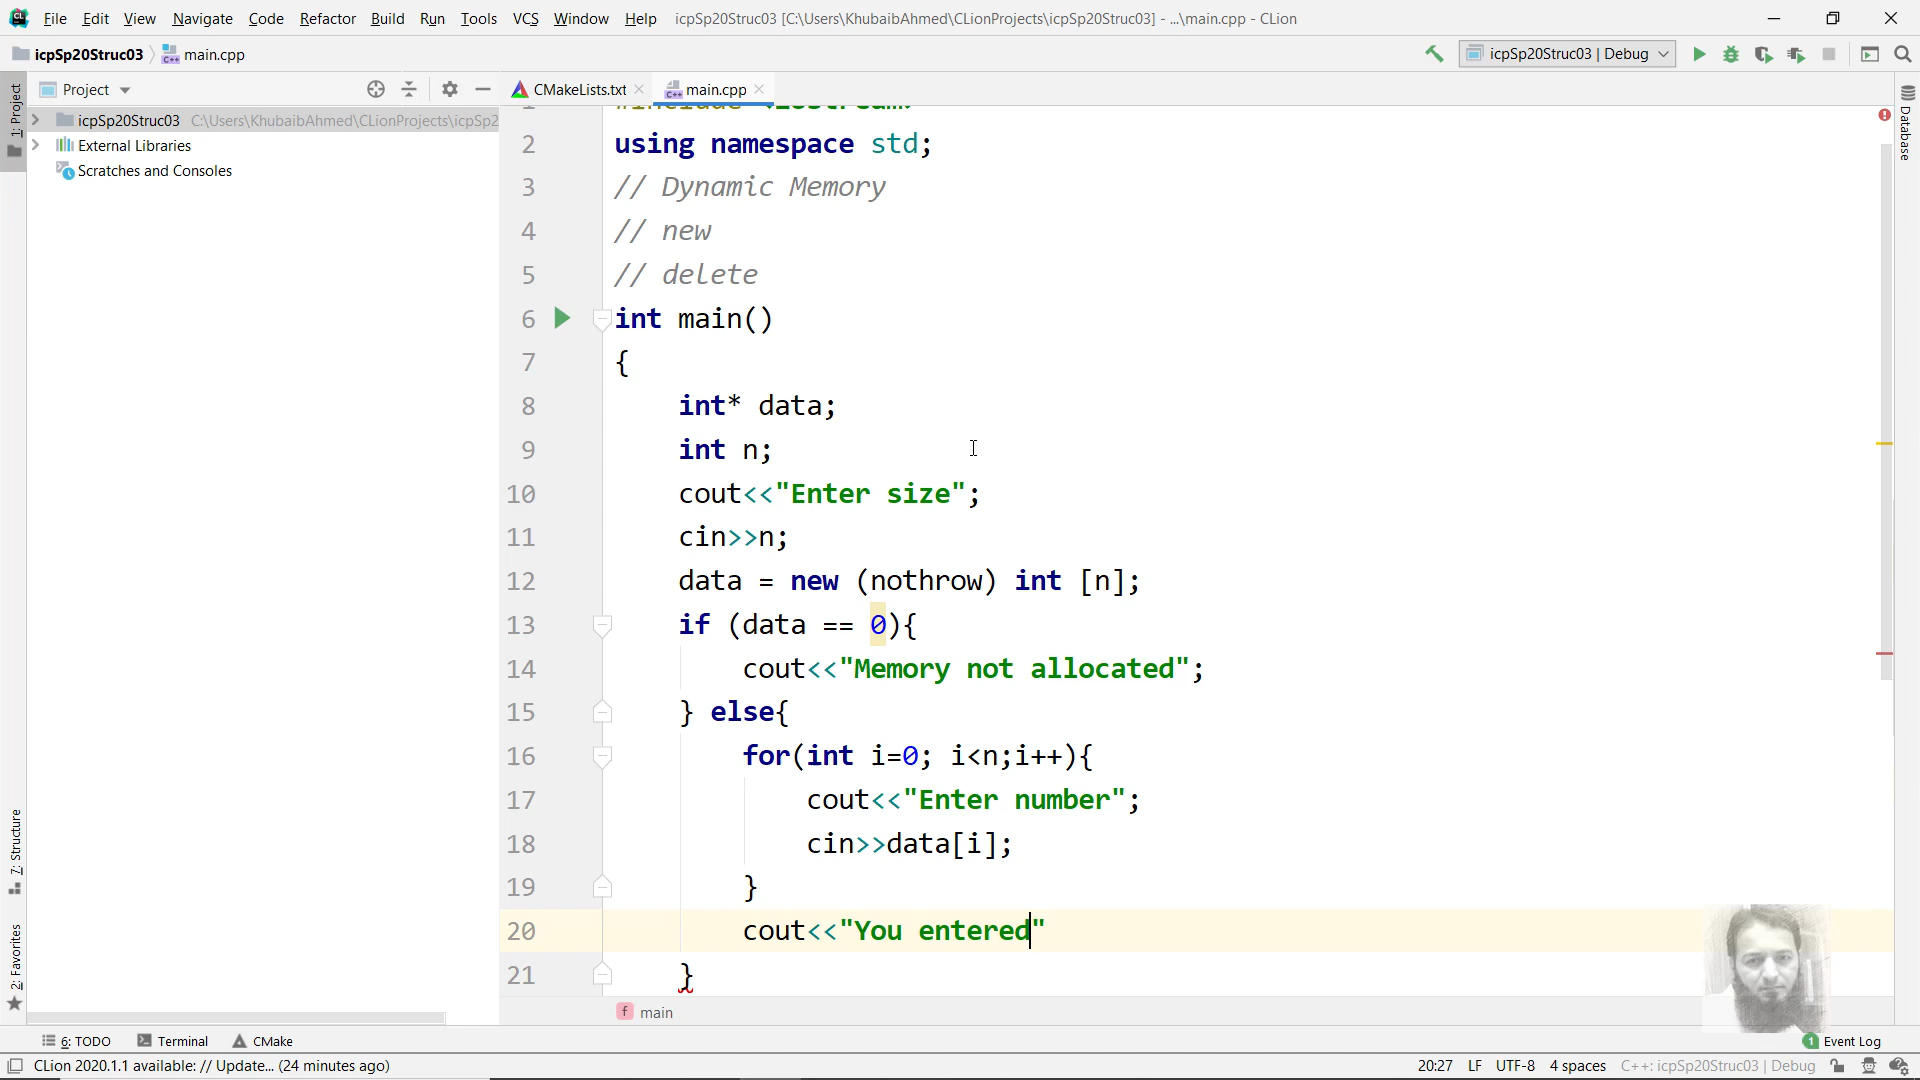 File Edit View Navigate Code Refactor Build Run Tools VCS Window Help icpSp20Struc03 [C:\Users\KhubaibAhmed\CLionProjects\icpSp20Struc03] - ...\main.cpp - CLion
icpSp20Struc03 main.cpp icpSp20Struc03 | Debug
Project CMakeLists.txt main.cpp
1: Project
icpSp20Struc03 C:\Users\KhubaibAhmed\CLionProjects\icpSp2
External Libraries
Scratches and Consoles
Database
1 #include <iostream>
2 using namespace std;
3 // Dynamic Memory
4 // new
5 // delete
6 int main()
7 {
8 int* data;
9 int n;
10 cout<<"Enter size";
11 cin>>n;
12 data = new (nothrow) int [n];
13 if (data == 0){
14 cout<<"Memory not allocated";
15 } else{
16 for(int i=0; i<n;i++){
17 cout<<"Enter number";
18 cin>>data[i];
19 }
20 cout<<"You entered"
21 }
7: Structure
2: Favorites
f main
6: TODO Terminal CMake 1 Event Log
CLion 2020.1.1 available: // Update... (24 minutes ago) 20:27 LF UTF-8 4 spaces C++: icpSp20Struc03 | Debug